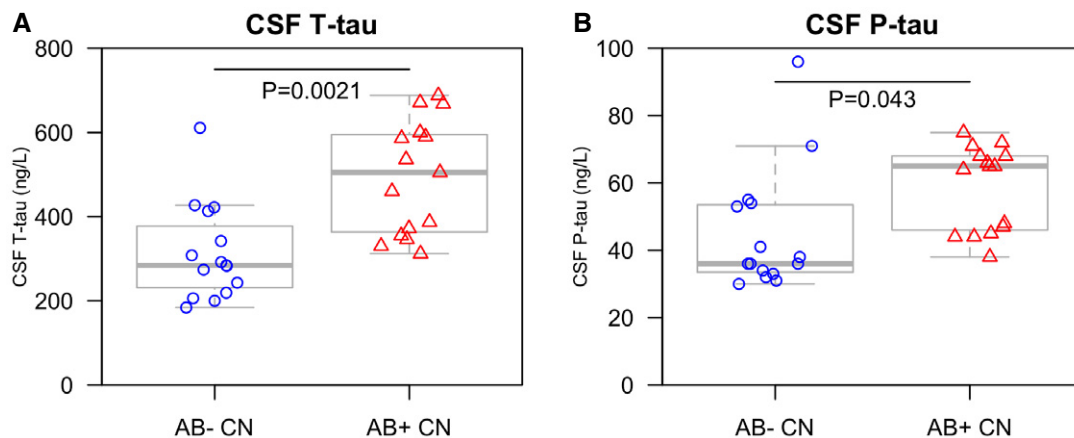 A
CSF T-tau
CSF T-tau (ng/L)
800
600
400
200
0
P=0.0021
AB- CN
AB+ CN
B
CSF P-tau
CSF P-tau (ng/L)
100
80
60
40
20
0
P=0.043
AB- CN
AB+ CN